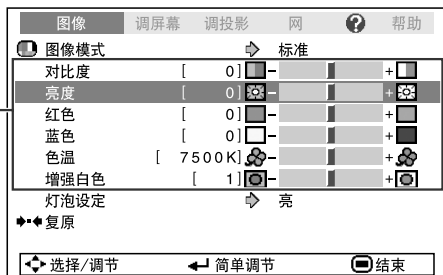 图像 调屏幕 调投影 网 ? 帮助
图像模式 标准
对比度 [ 0] - +
亮度 [ 0] - +
红色 [ 0] - +
蓝色 [ 0] - +
色温 [ 7500K] - +
增强白色 [ 1] - +
灯泡设定 亮
复原
选择/调节 简单调节 结束